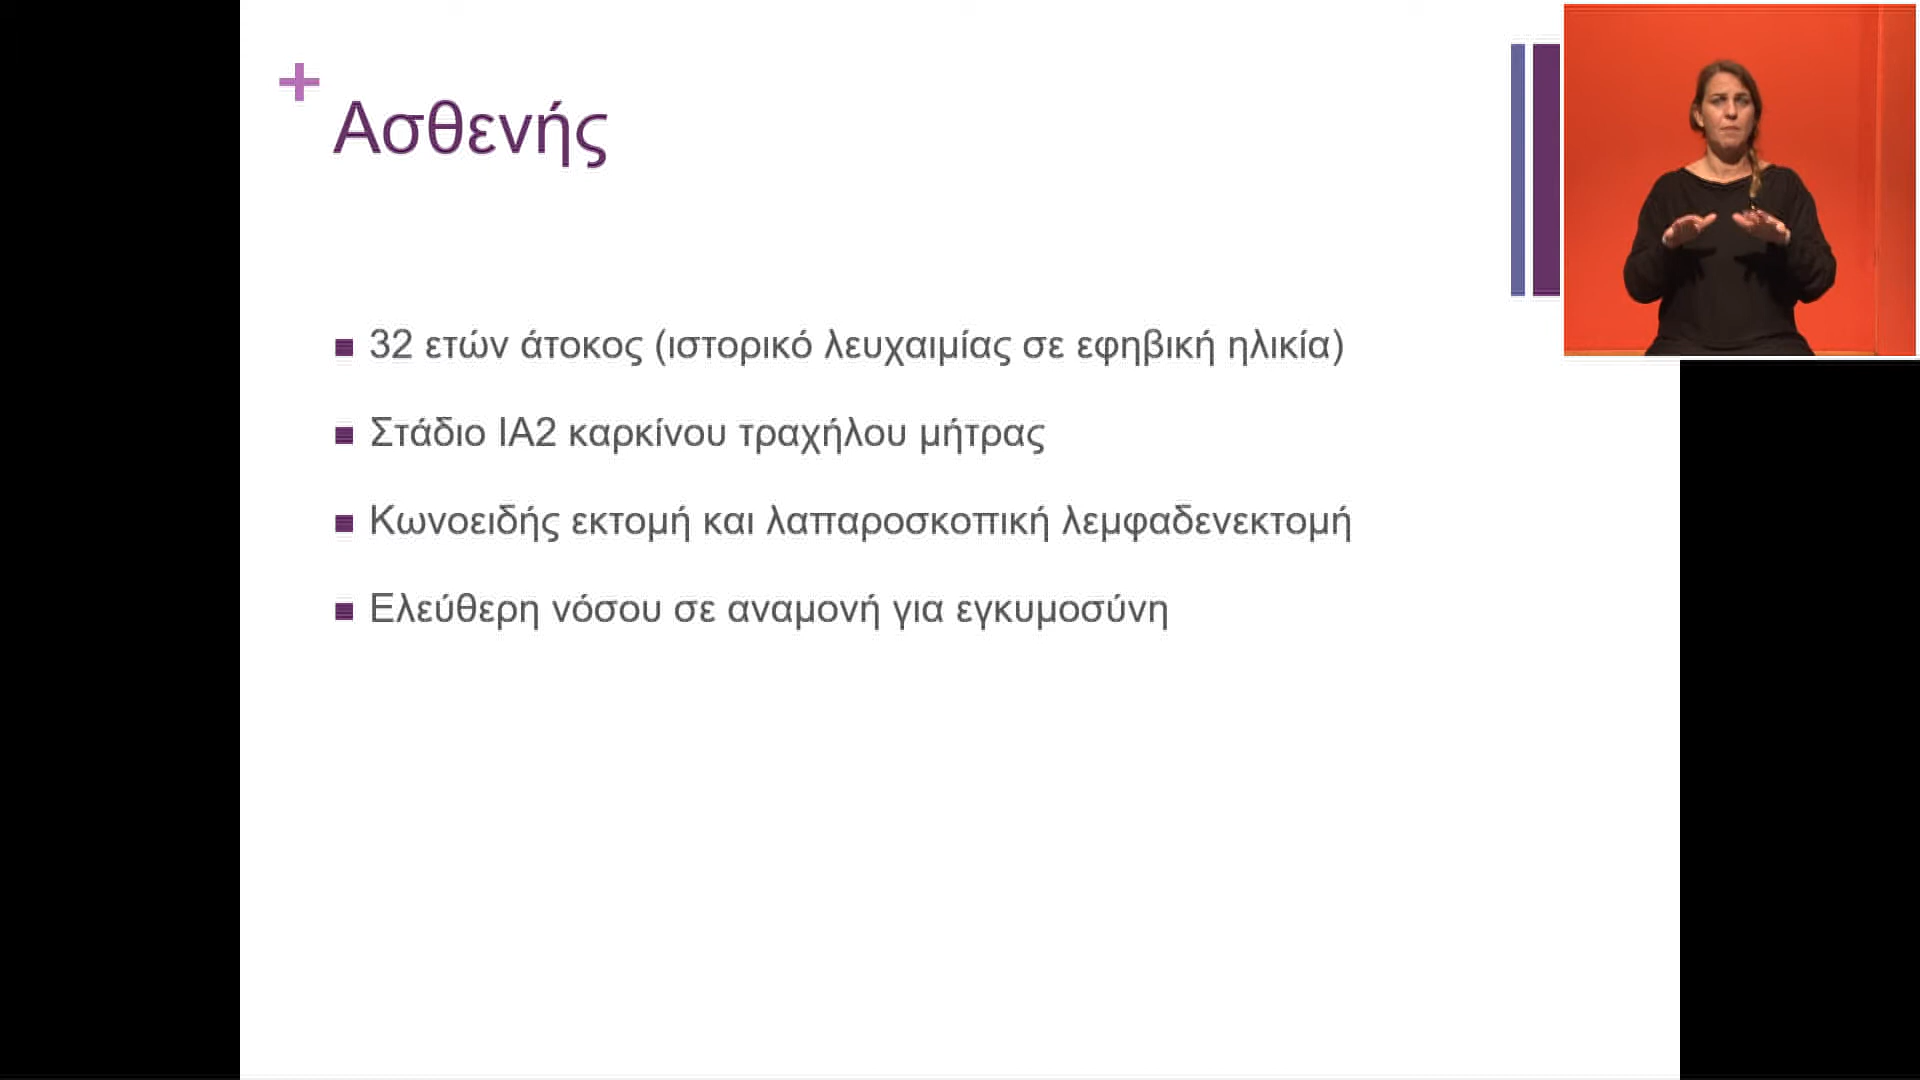 +
Ασθενής
32 ετών άτοκος (ιστορικό λευχαιμίας σε εφηβική ηλικία)
Στάδιο ΙΑ2 καρκίνου τραχήλου μήτρας
Κωνοειδής εκτομή και λαπαροσκοπική λεμφαδενεκτομή
Ελεύθερη νόσου σε αναμονή για εγκυμοσύνη